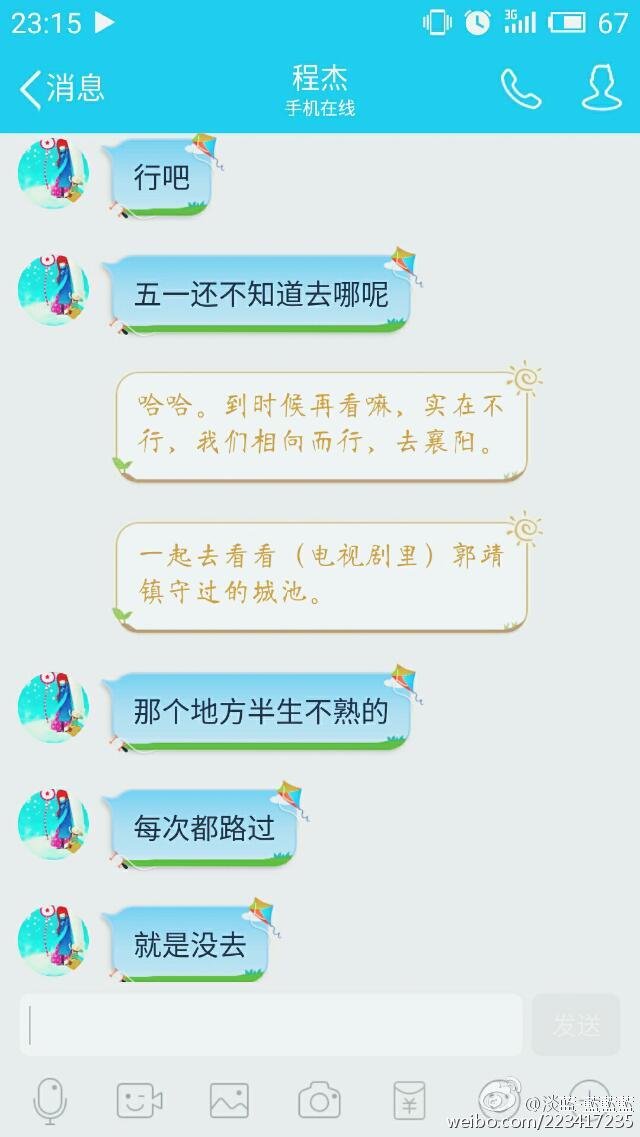 23:15
3G
67
消息
程杰
手机在线
行吧
五一还不知道去哪呢
哈哈。到时候再看嘛，实在不
行，我们相向而行，去襄阳。
一起去看看（电视剧里）郭靖
镇守过的城池。
那个地方半生不熟的
每次都路过
就是没去
发送
¥
@淡蓝-蓝蓝蓝
weibo.com/223417235